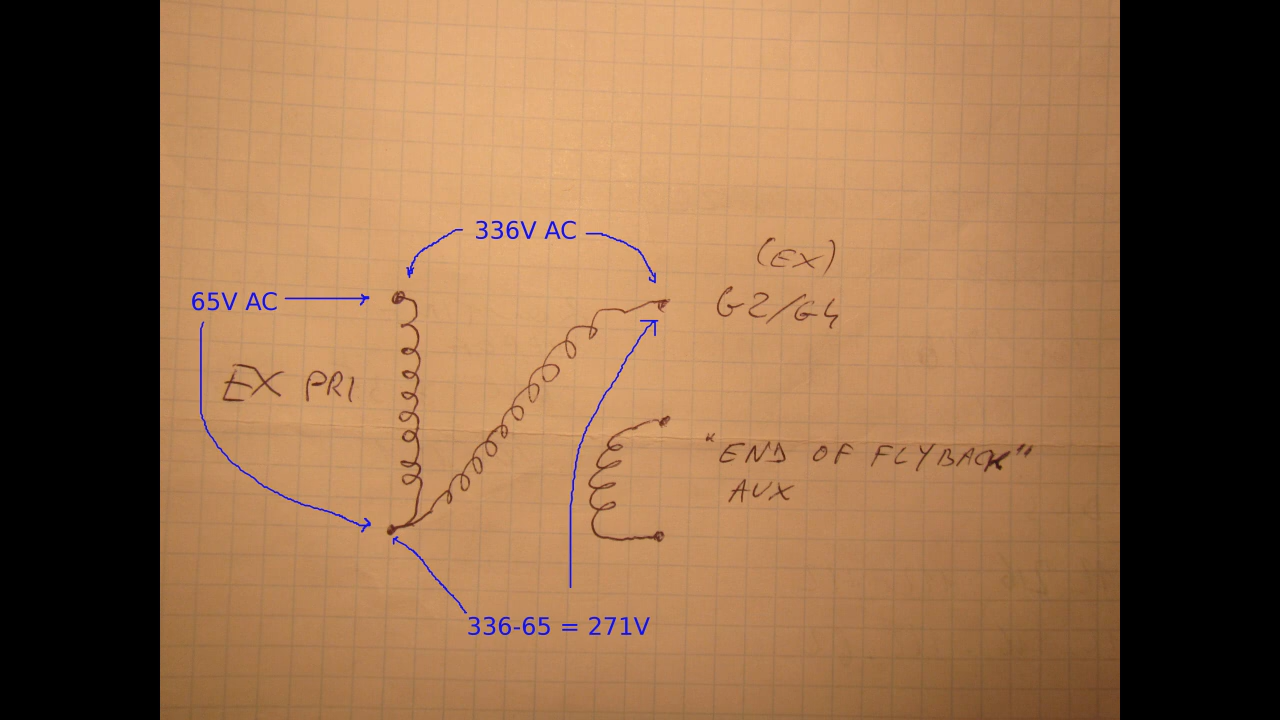 336V AC
(EX)
65V AC
G2/G4
EX PRI
"END OF FLYBACK"
AUX
336-65 = 271V